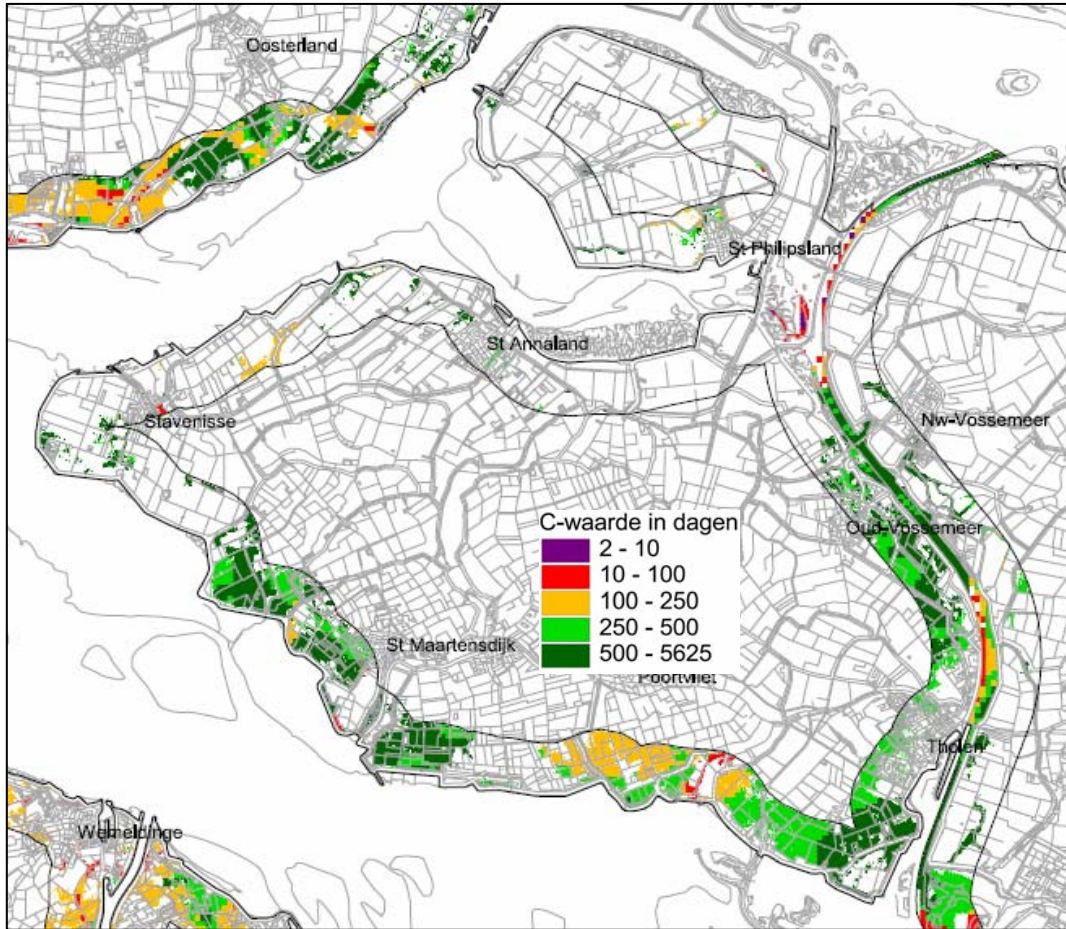 Oosterland
St Philipsland
St Annaland
Stavenisse
Nw-Vossemeer
C-waarde in dagen
2 - 10
10 - 100
100 - 250
250 - 500
500 - 5625
Oud-Vossemeer
St Maartensdijk
Poortvliet
Tholen
Wemeldinge